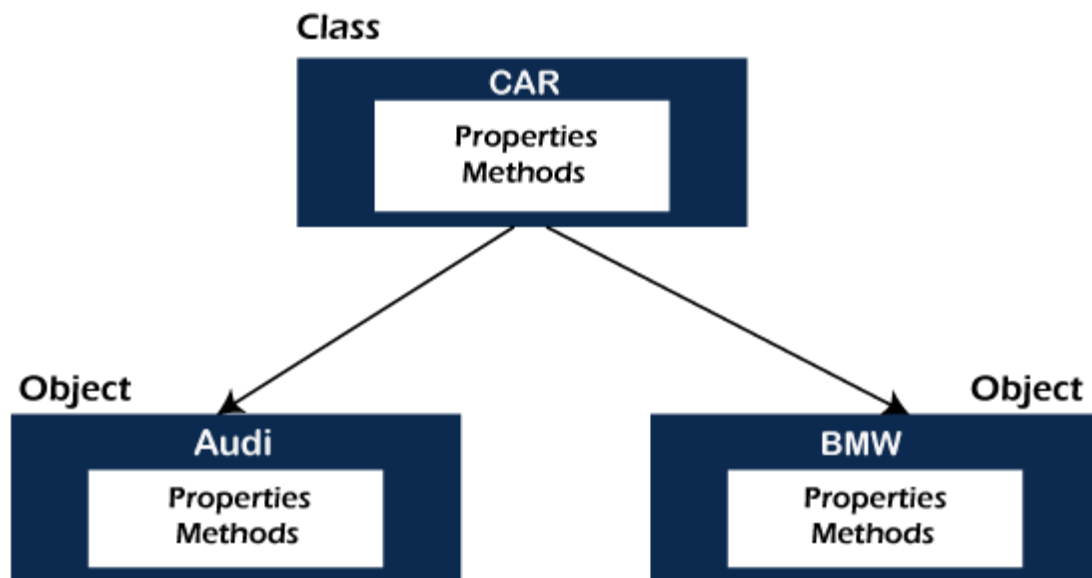 Class
CAR
Properties
Methods
Object
Object
Audi
BMW
Properties
Methods
Properties
Methods